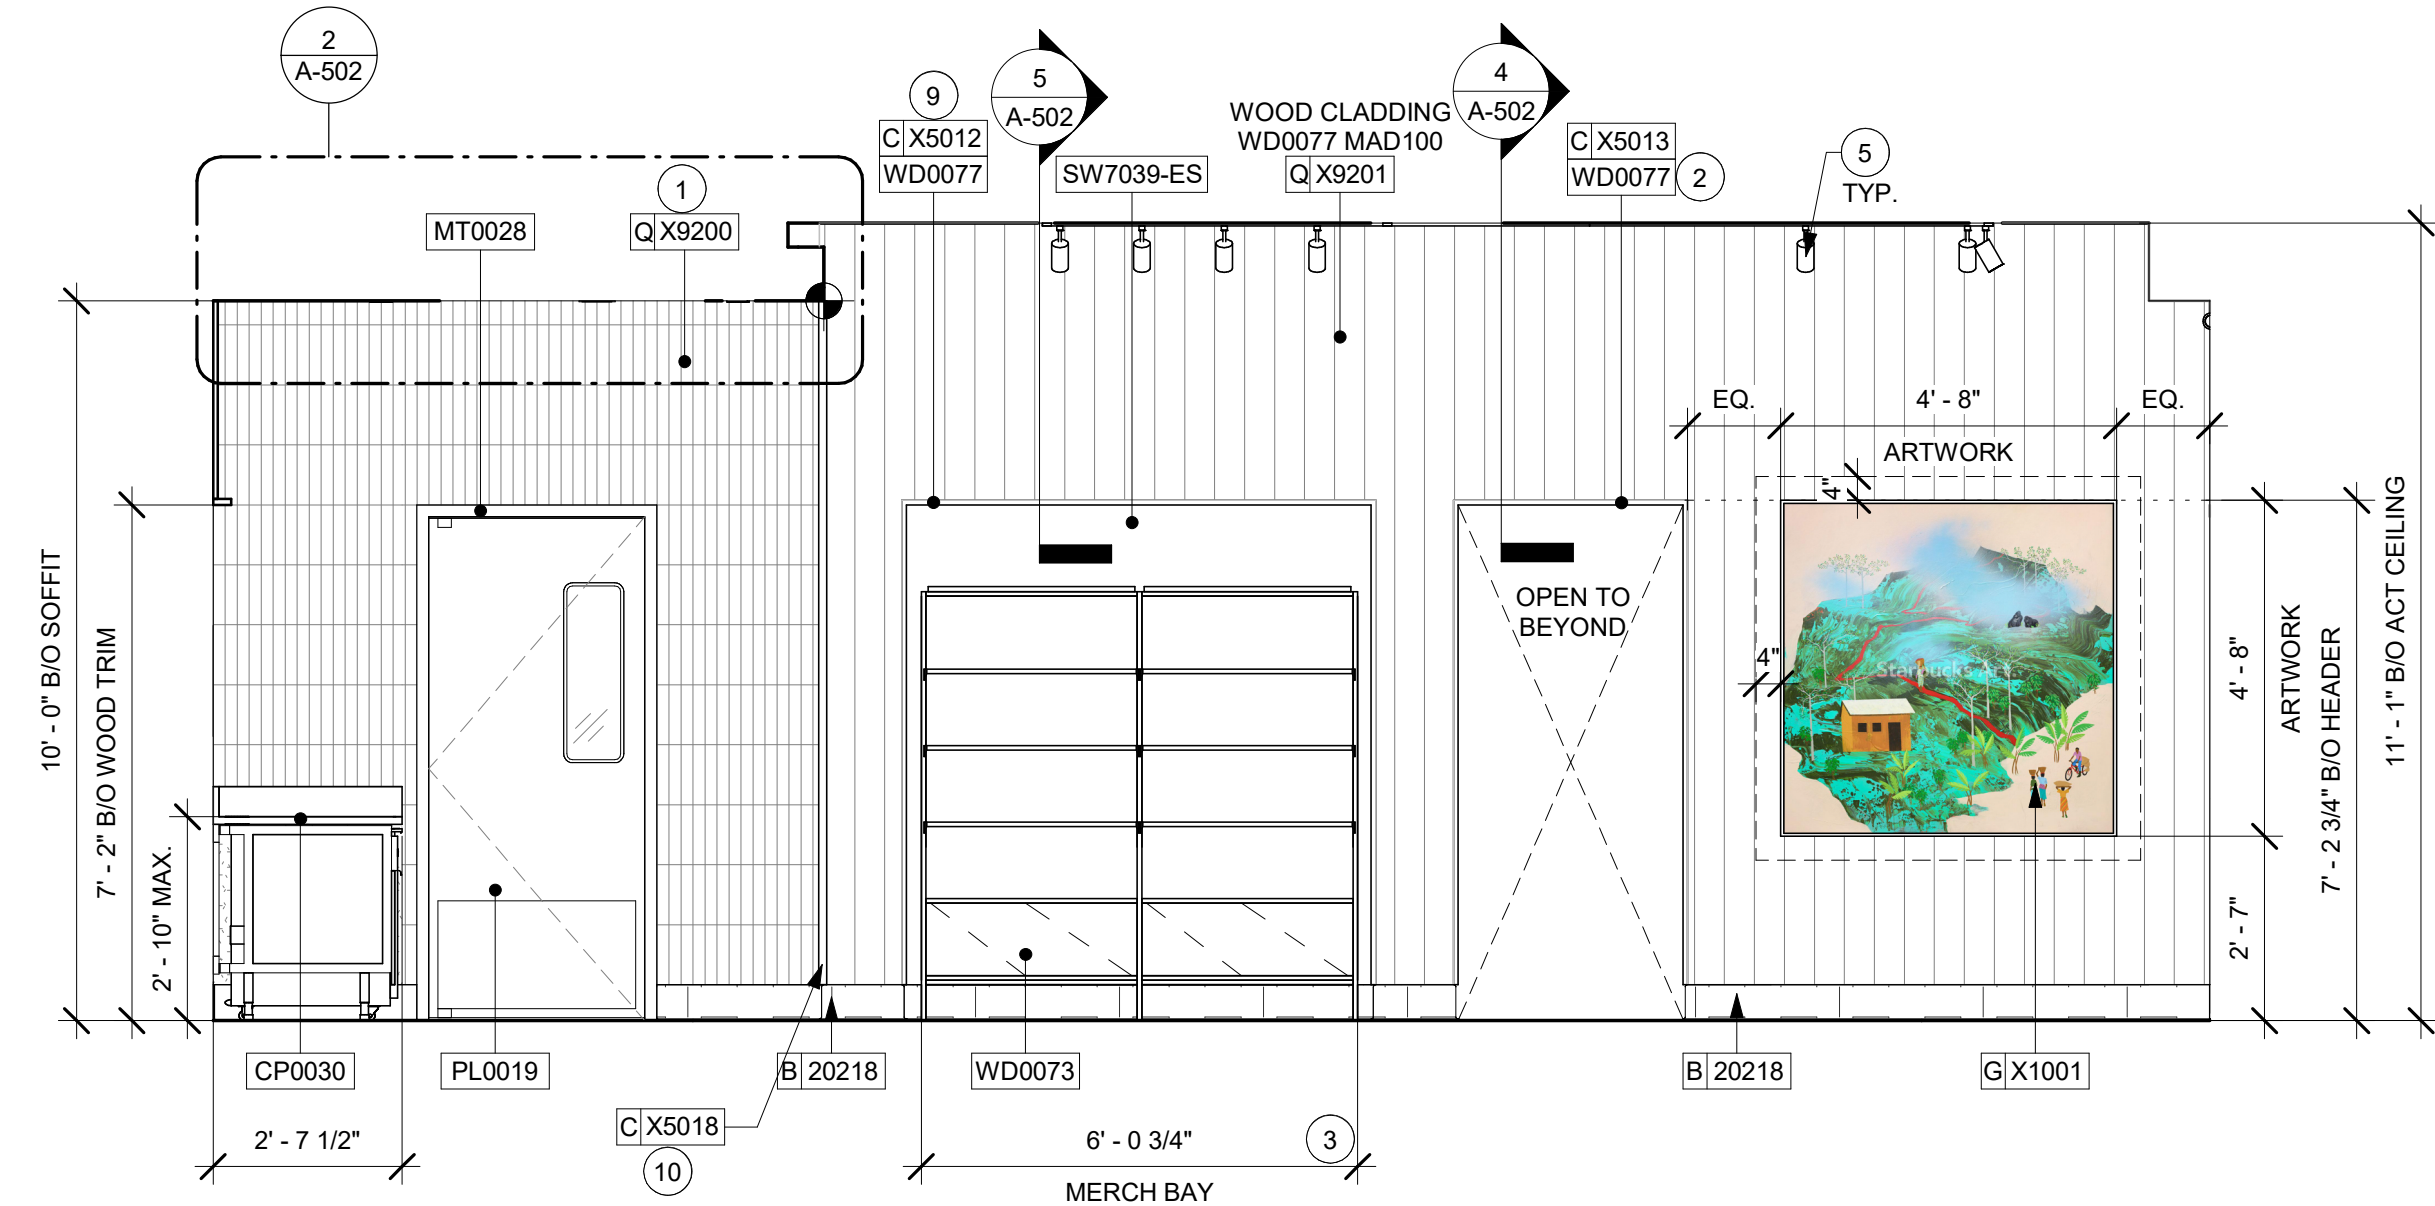 2
A-502
5
A-502
4
A-502
9
C X5012
WD0077
WOOD CLADDING
WD0077 MAD100
Q X9201
SW7039-ES
C X5013
WD0077
2
5
TYP.
1
Q X9200
MT0028
EQ.
4' - 8"
EQ.
ARTWORK
4"
4"
OPEN TO
BEYOND
Starbucks Art
10' - 0" B/O SOFFIT
7' - 2" B/O WOOD TRIM
2' - 10" MAX.
4' - 8"
ARTWORK
2' - 7"
7' - 2 3/4" B/O HEADER
11' - 1" B/O ACT CEILING
CP0030
PL0019
B 20218
WD0073
B 20218
G X1001
C X5018
10
2' - 7 1/2"
6' - 0 3/4"
3
MERCH BAY